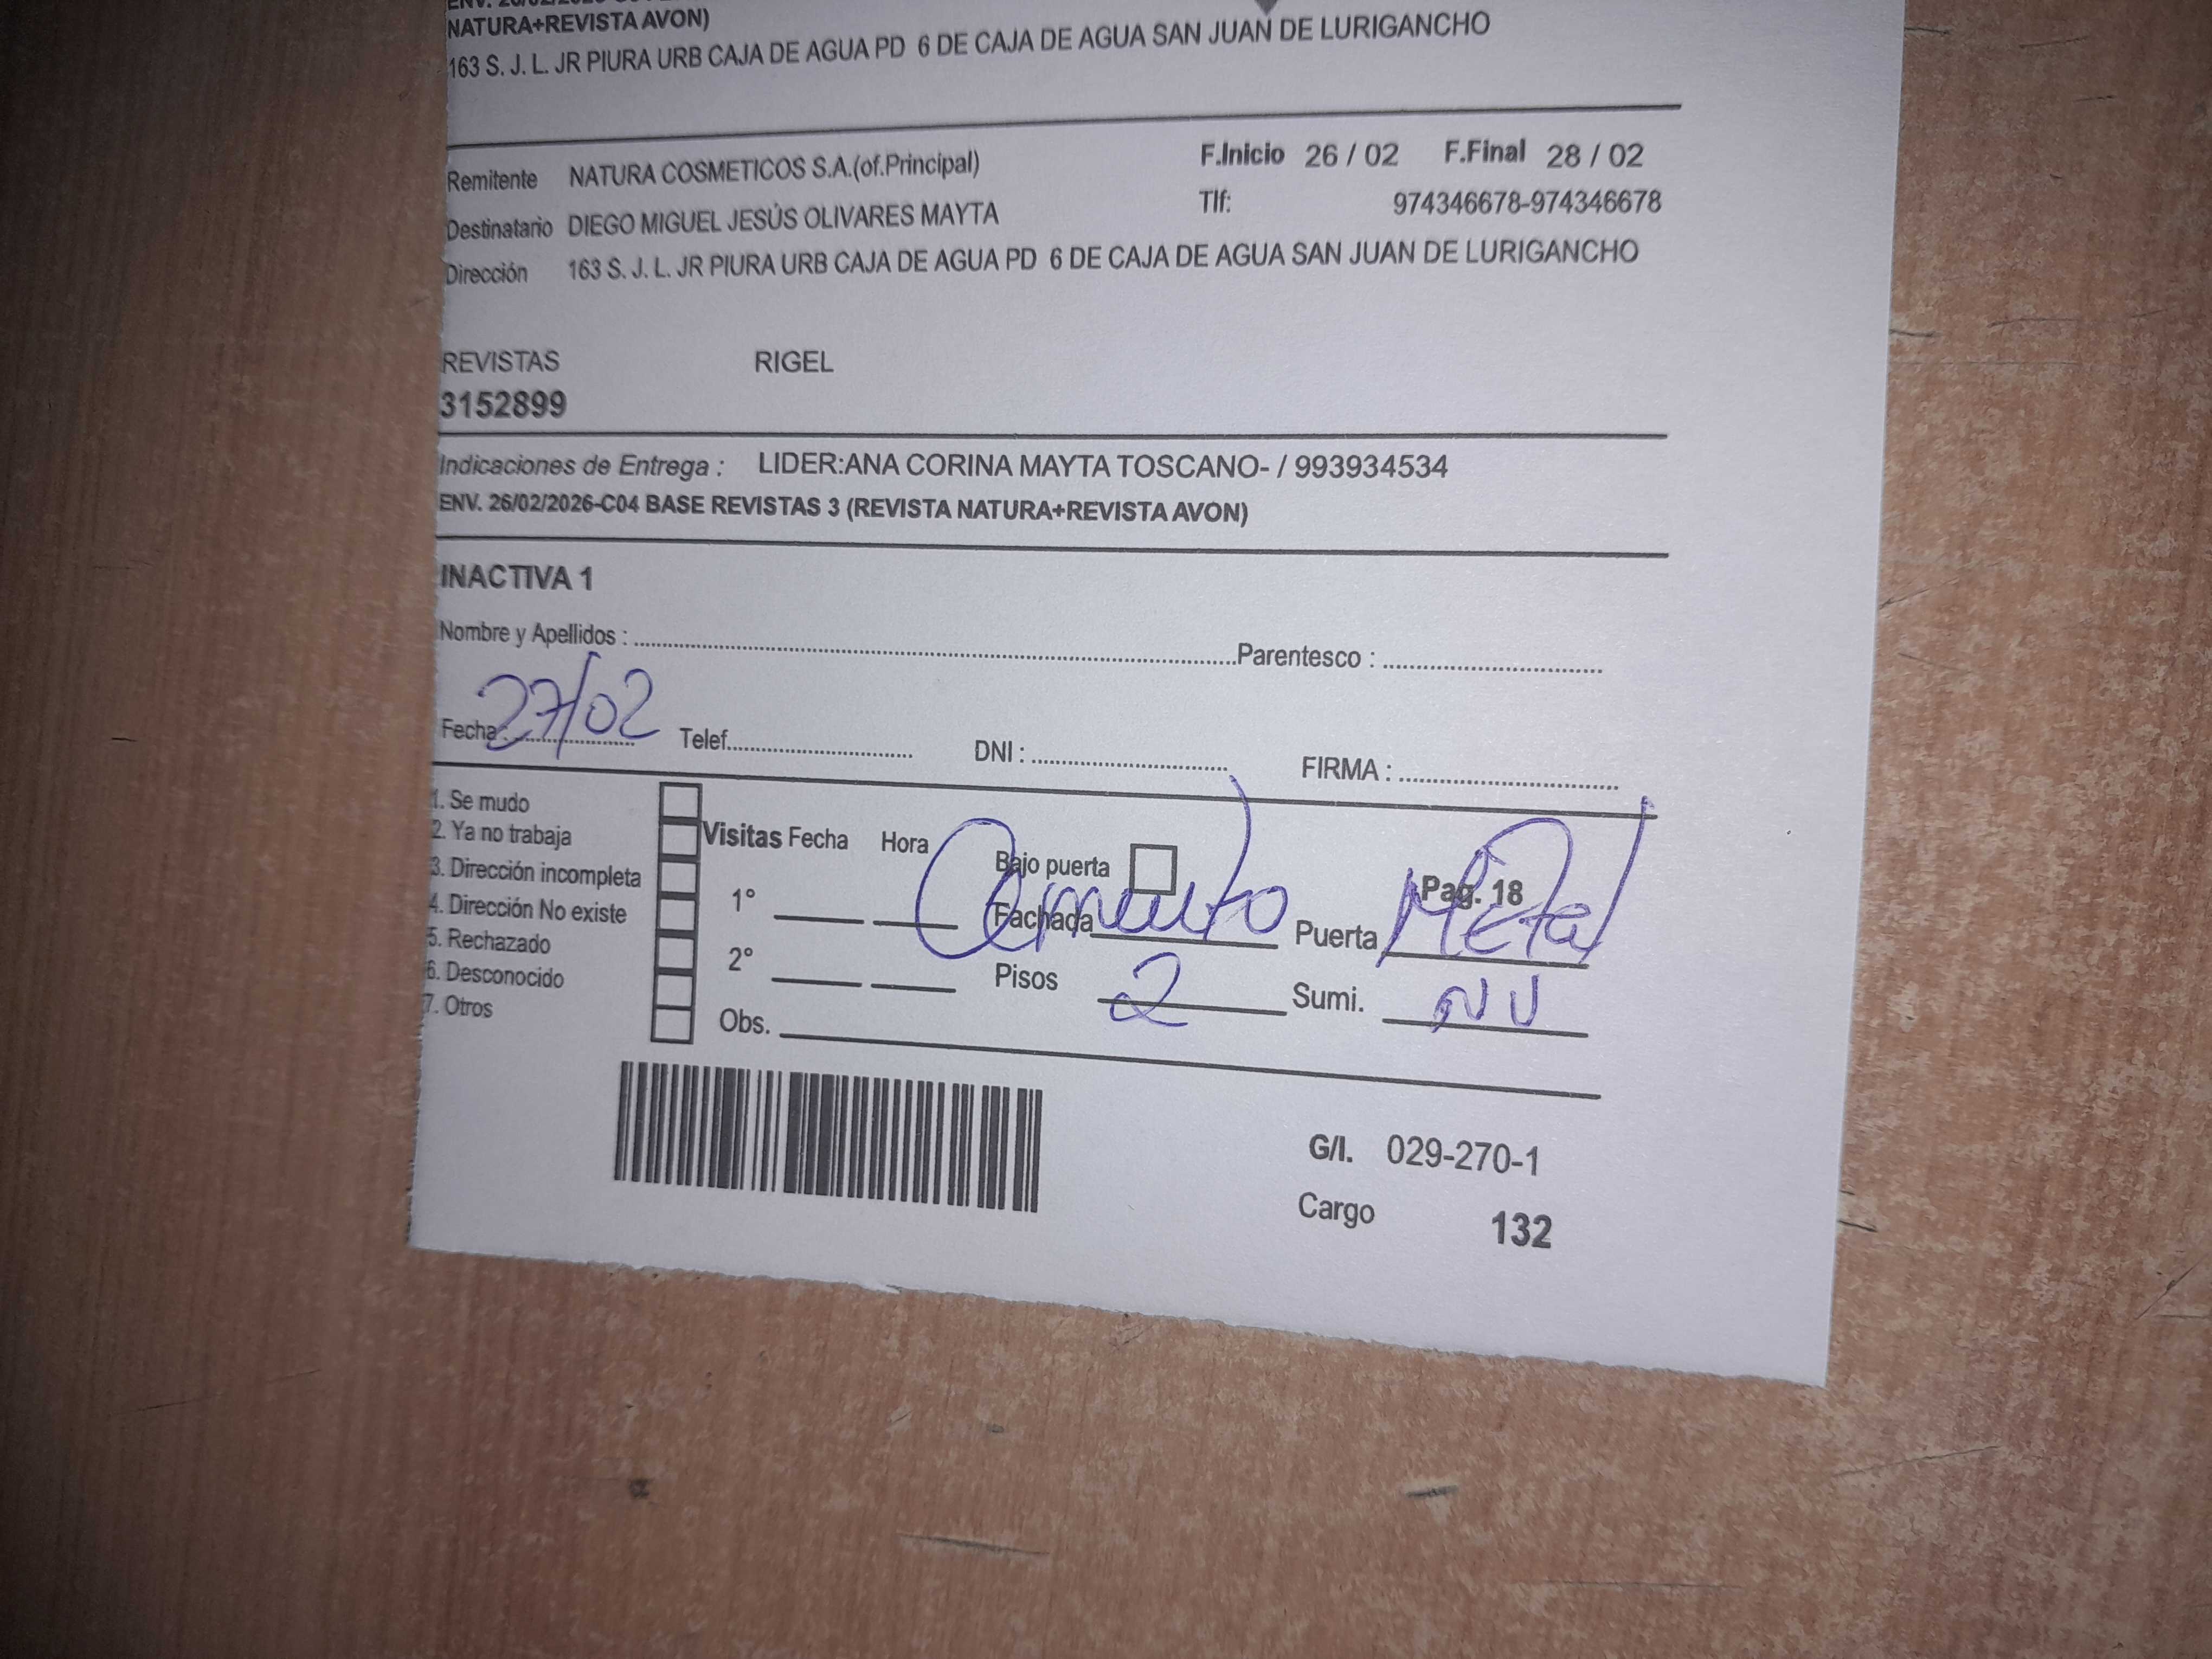 NATURA+REVISTA AVON)
163 S. J. L. JR PIURA URB CAJA DE AGUA PD 6 DE CAJA DE AGUA SAN JUAN DE LURIGANCHO
Remitente NATURA COSMETICOS S.A.(of.Principal) F.Inicio 26 / 02 F.Final 28 / 02
Destinatario DIEGO MIGUEL JESÚS OLIVARES MAYTA Tlf: 974346678-974346678
Dirección 163 S. J. L. JR PIURA URB CAJA DE AGUA PD 6 DE CAJA DE AGUA SAN JUAN DE LURIGANCHO
REVISTAS RIGEL
3152899
Indicaciones de Entrega : LIDER:ANA CORINA MAYTA TOSCANO- / 993934534
ENV. 26/02/2026-C04 BASE REVISTAS 3 (REVISTA NATURA+REVISTA AVON)
INACTIVA 1
Nombre y Apellidos : Parentesco :
Fecha : 27/02 Telef. DNI : FIRMA :
1. Se mudo
2. Ya no trabaja
3. Dirección incompleta
4. Dirección No existe
5. Rechazado
6. Desconocido
7. Otros
Visitas Fecha Hora
1°
2°
Obs.
Bajo puerta Pag. 18
Fachada Puerta Metal
Pisos 2 Sumi.
G/I. 029-270-1
Cargo 132